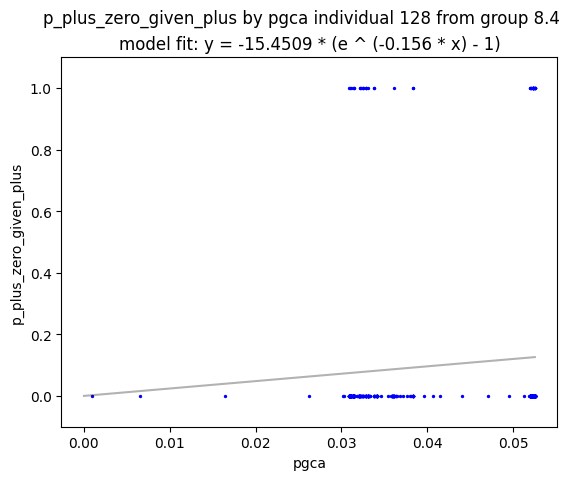 p_plus_zero_given_plus by pgca individual 128 from group 8.4
model fit: y = -15.4509 * (e ^ (-0.156 * x) - 1)
1.0
0.8
0.6
0.4
0.2
0.0
p_plus_zero_given_plus
0.00 0.01 0.02 0.03 0.04 0.05
pgca